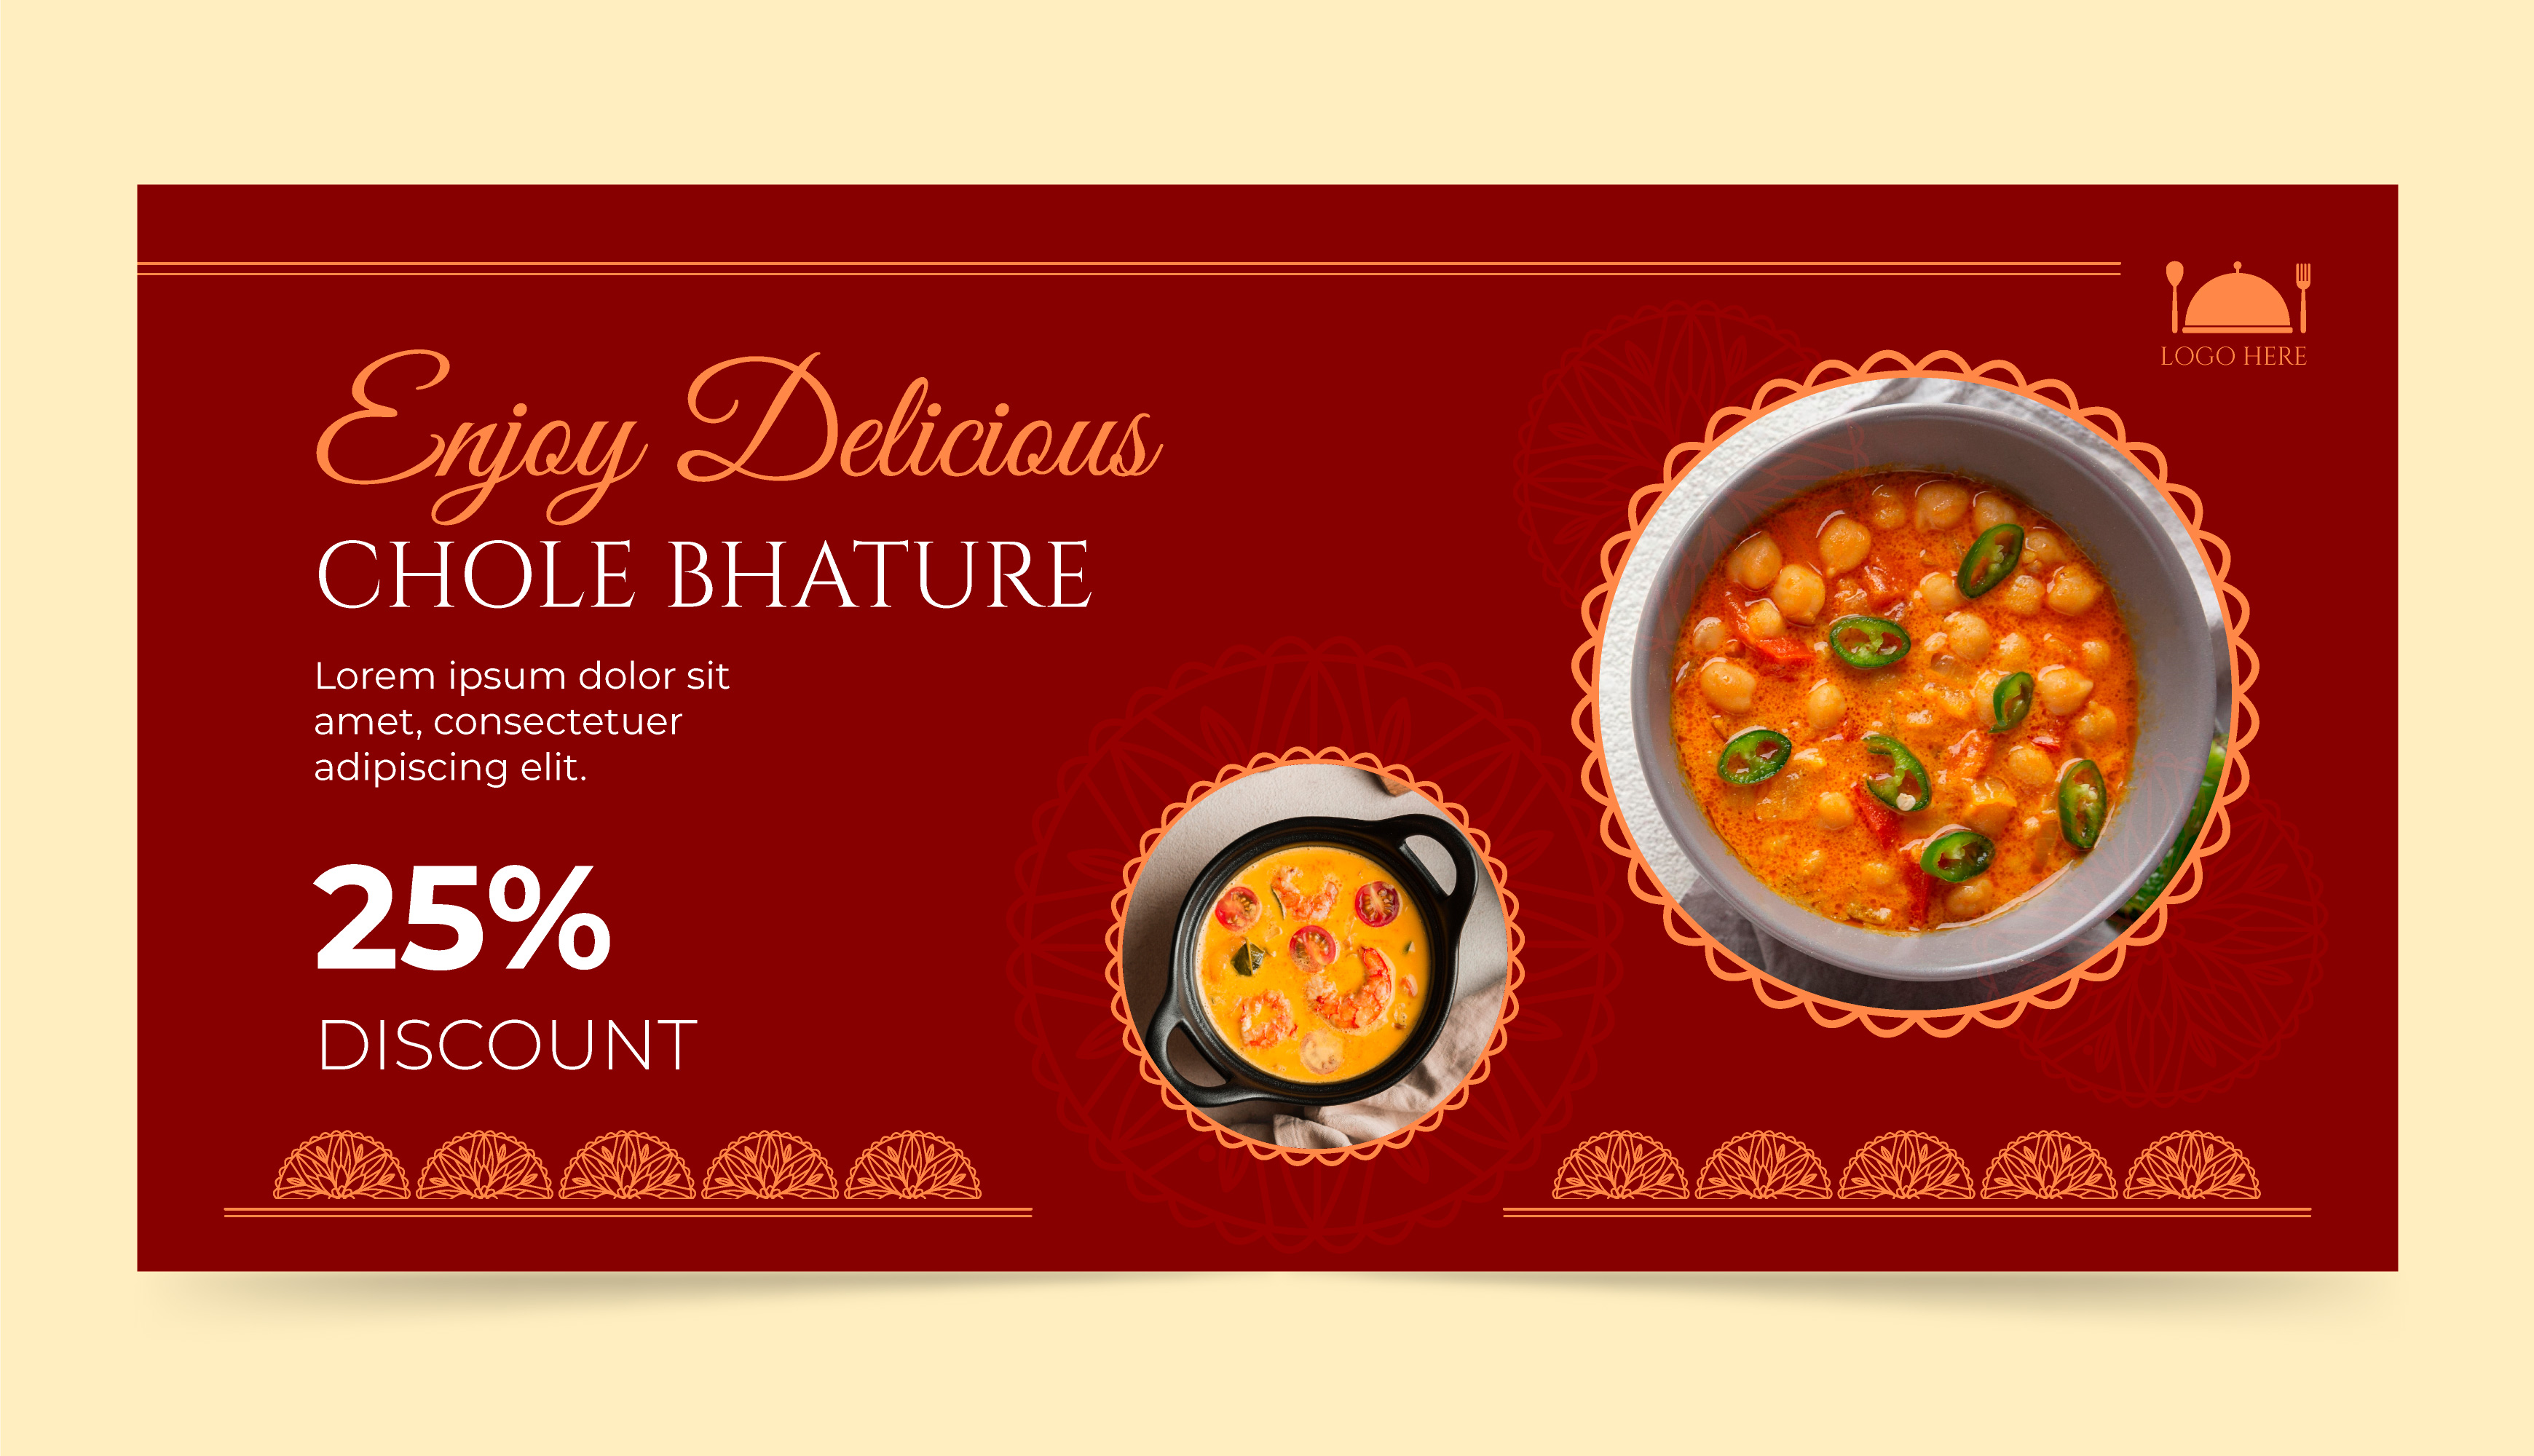 Enjoy Delicious
CHOLE BHATURE
Lorem ipsum dolor sit
amet, consectetuer
adipiscing elit.
25%
DISCOUNT
LOGO HERE